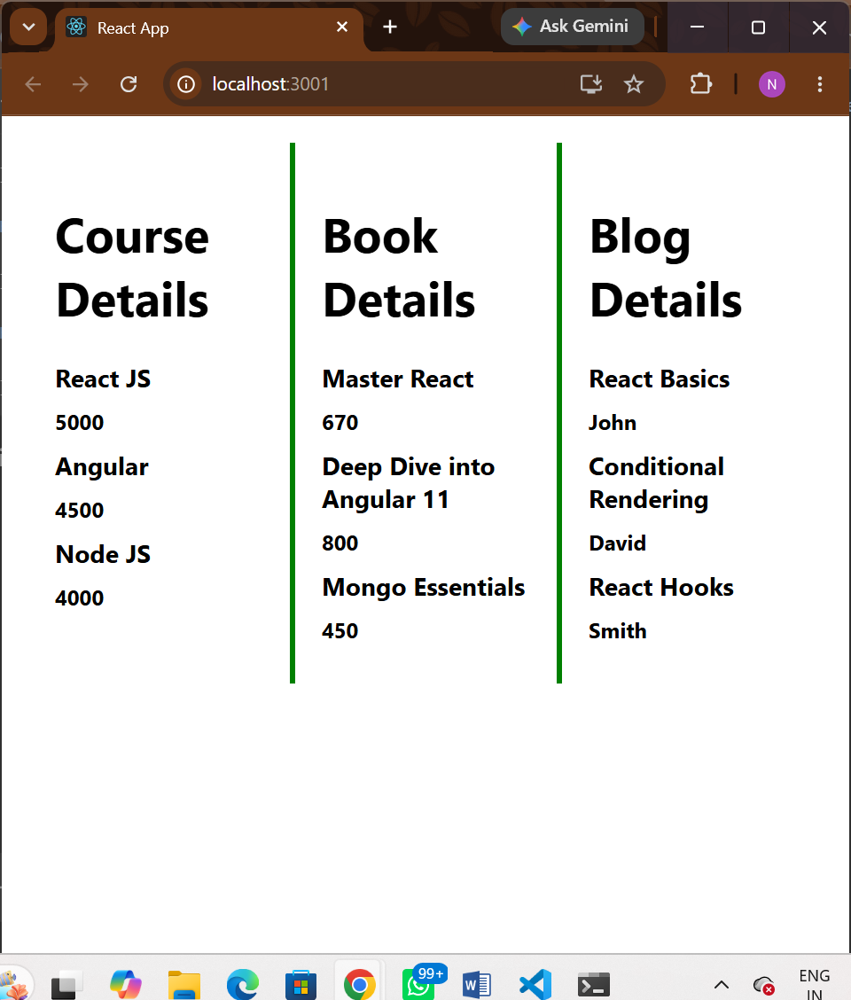 React App
Ask Gemini
localhost:3001
N
Course
Details
React JS
5000
Angular
4500
Node JS
4000
Book
Details
Master React
670
Deep Dive into
Angular 11
800
Mongo Essentials
450
Blog
Details
React Basics
John
Conditional
Rendering
David
React Hooks
Smith
99+
W
ENG
IN